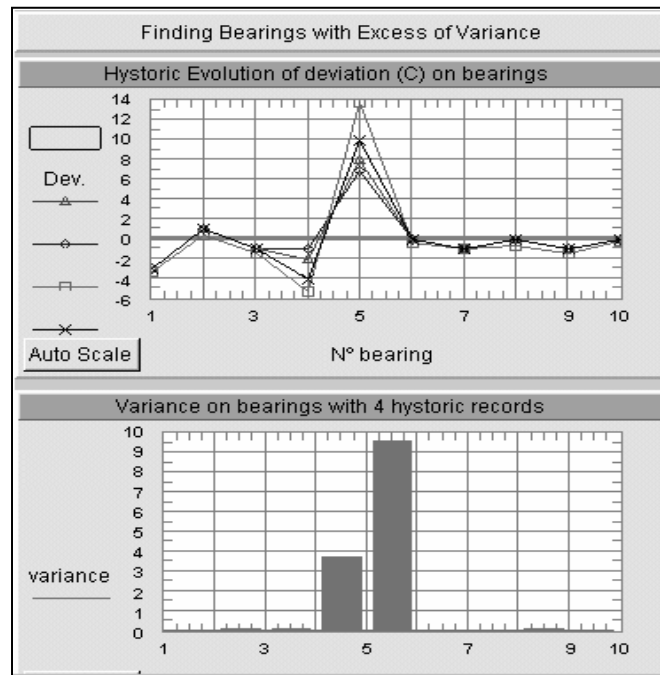 Finding Bearings with Excess of Variance
Hystoric Evolution of deviation (C) on bearings
14
12
10
8
6
4
2
0
-2
-4
-6
Dev.
1 3 5 7 9 10
Auto Scale
Nº bearing
Variance on bearings with 4 hystoric records
10
9
8
7
6
5
4
3
2
1
0
variance
1 3 5 9 10